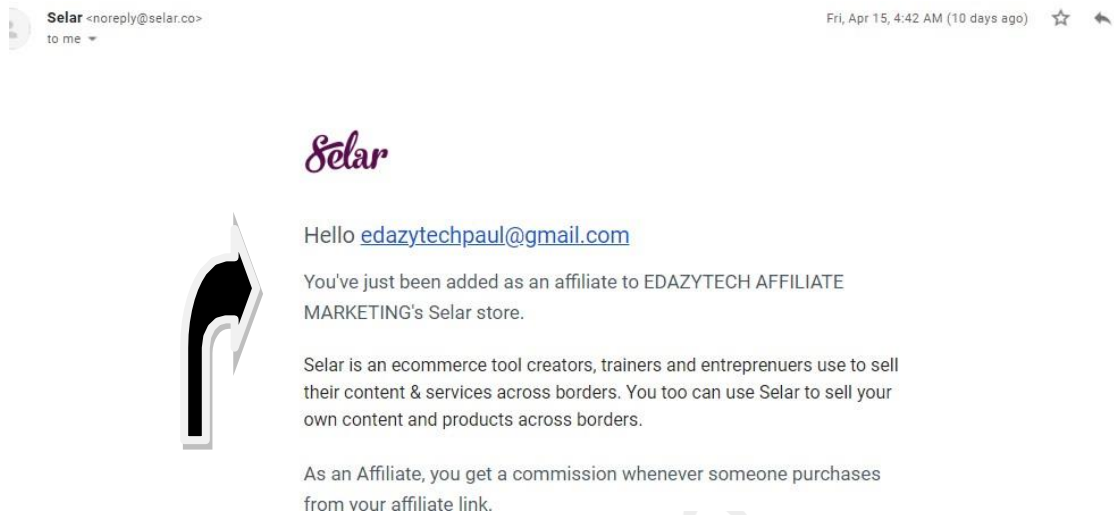 Selar <noreply@selar.co>
Fri, Apr 15, 4:42 AM (10 days ago)
to me
Selar
Hello edazytechpaul@gmail.com
You've just been added as an affiliate to EDAZYTECH AFFILIATE
MARKETING's Selar store.
Selar is an ecommerce tool creators, trainers and entreprenuers use to sell
their content & services across borders. You too can use Selar to sell your
own content and products across borders.
As an Affiliate, you get a commission whenever someone purchases
from your affiliate link.